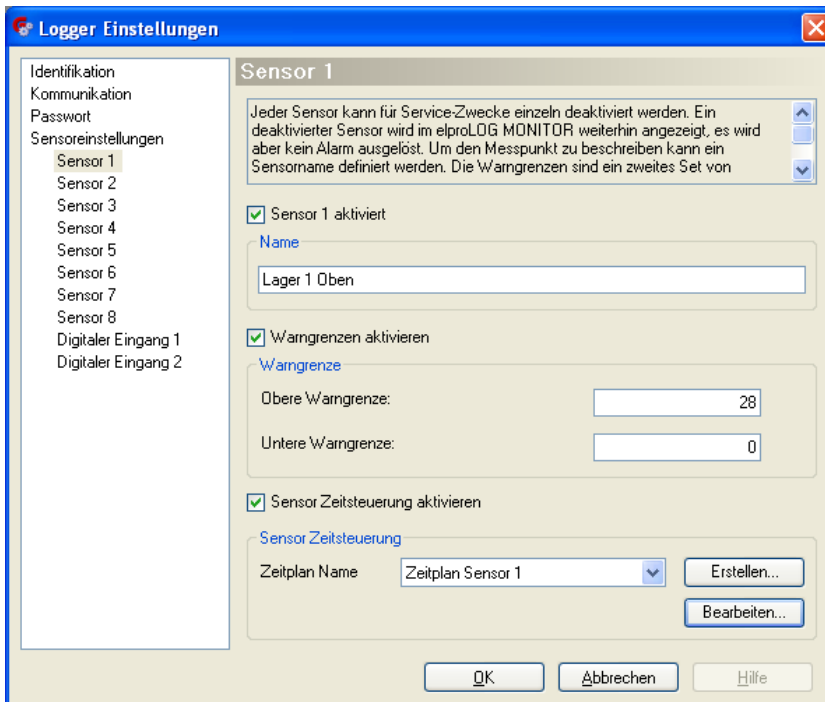 Logger Einstellungen
Identifikation
Kommunikation
Passwort
Sensoreinstellungen
Sensor 1
Sensor 2
Sensor 3
Sensor 4
Sensor 5
Sensor 6
Sensor 7
Sensor 8
Digitaler Eingang 1
Digitaler Eingang 2
Sensor 1
Jeder Sensor kann für Service-Zwecke einzeln deaktiviert werden. Ein
deaktivierter Sensor wird im elproLOG MONITOR weiterhin angezeigt, es wird
aber kein Alarm ausgelöst. Um den Messpunkt zu beschreiben kann ein
Sensorname definiert werden. Die Warngrenzen sind ein zweites Set von
Sensor 1 aktiviert
Name
Lager 1 Oben
Warngrenzen aktivieren
Warngrenze
Obere Warngrenze:
28
Untere Warngrenze:
0
Sensor Zeitsteuerung aktivieren
Sensor Zeitsteuerung
Zeitplan Name
Zeitplan Sensor 1
Erstellen...
Bearbeiten...
OK
Abbrechen
Hilfe